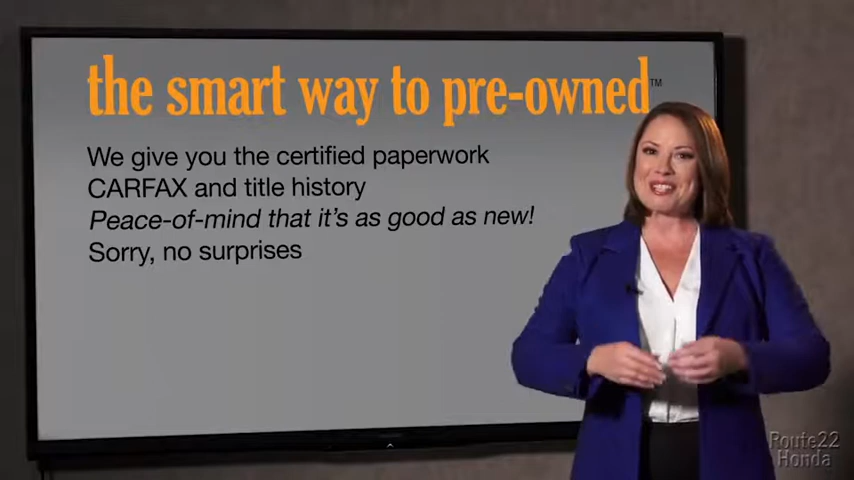 the smart way to pre-owned™
We give you the certified paperwork
CARFAX and title history
Peace-of-mind that it's as good as new!
Sorry, no surprises
Route22
Honda